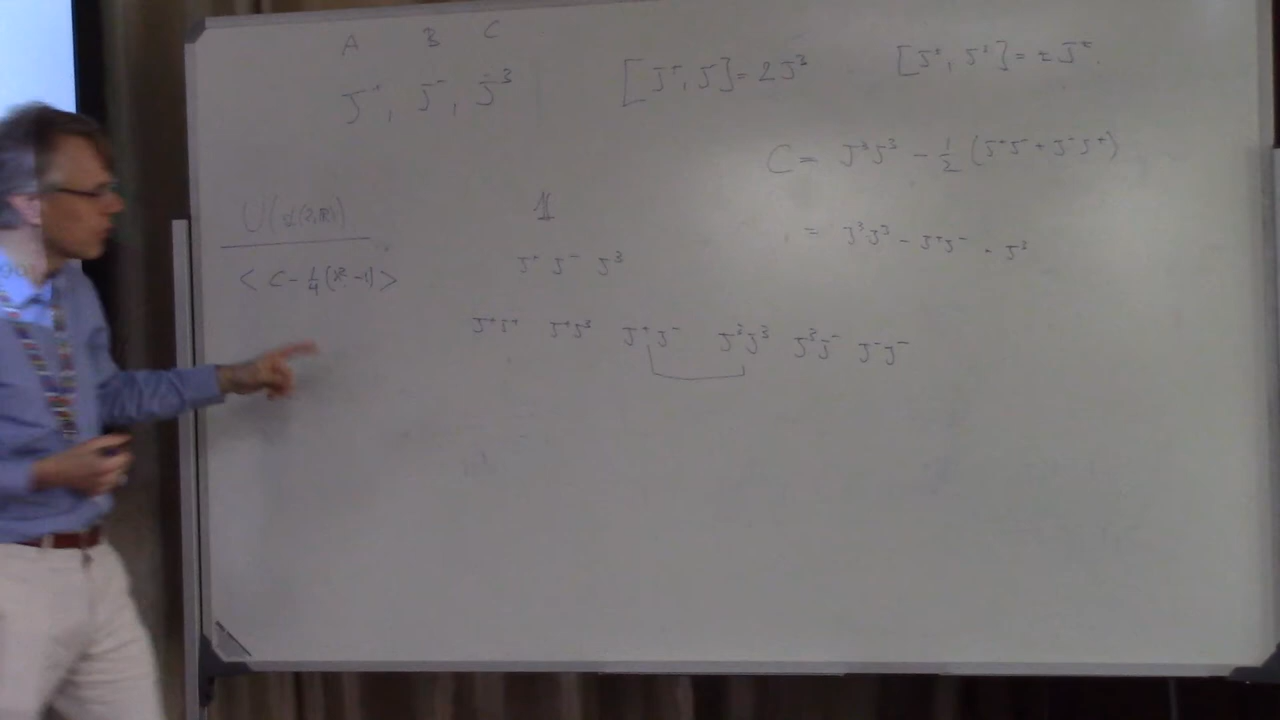 A B C
J⁺, J⁻, J³ [J⁺, J⁻] = 2J³ [J±, J³] = ± J±.
C = J³J³ - 1/2 (J⁺J⁻ + J⁻J⁺)
= J³J³ - J⁺J⁻ - J³
U(sl(2,R))
< C - 1/4 (λ² - 1) >
𝟙
J⁺ J⁻ J³
J⁺J⁺ J⁺J³ J⁺J⁻ J³J³ J³J⁻ J⁻J⁻